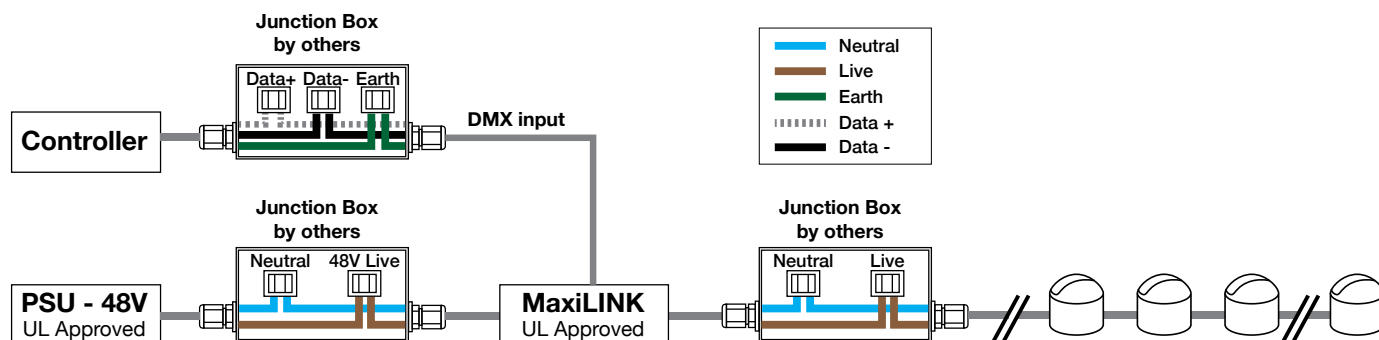 Junction Box
by others
Data+ Data- Earth
Controller
DMX input
Neutral
Live
Earth
Data +
Data -
Junction Box
by others
Neutral 48V Live
PSU - 48V
UL Approved
MaxiLINK
UL Approved
Junction Box
by others
Neutral Live